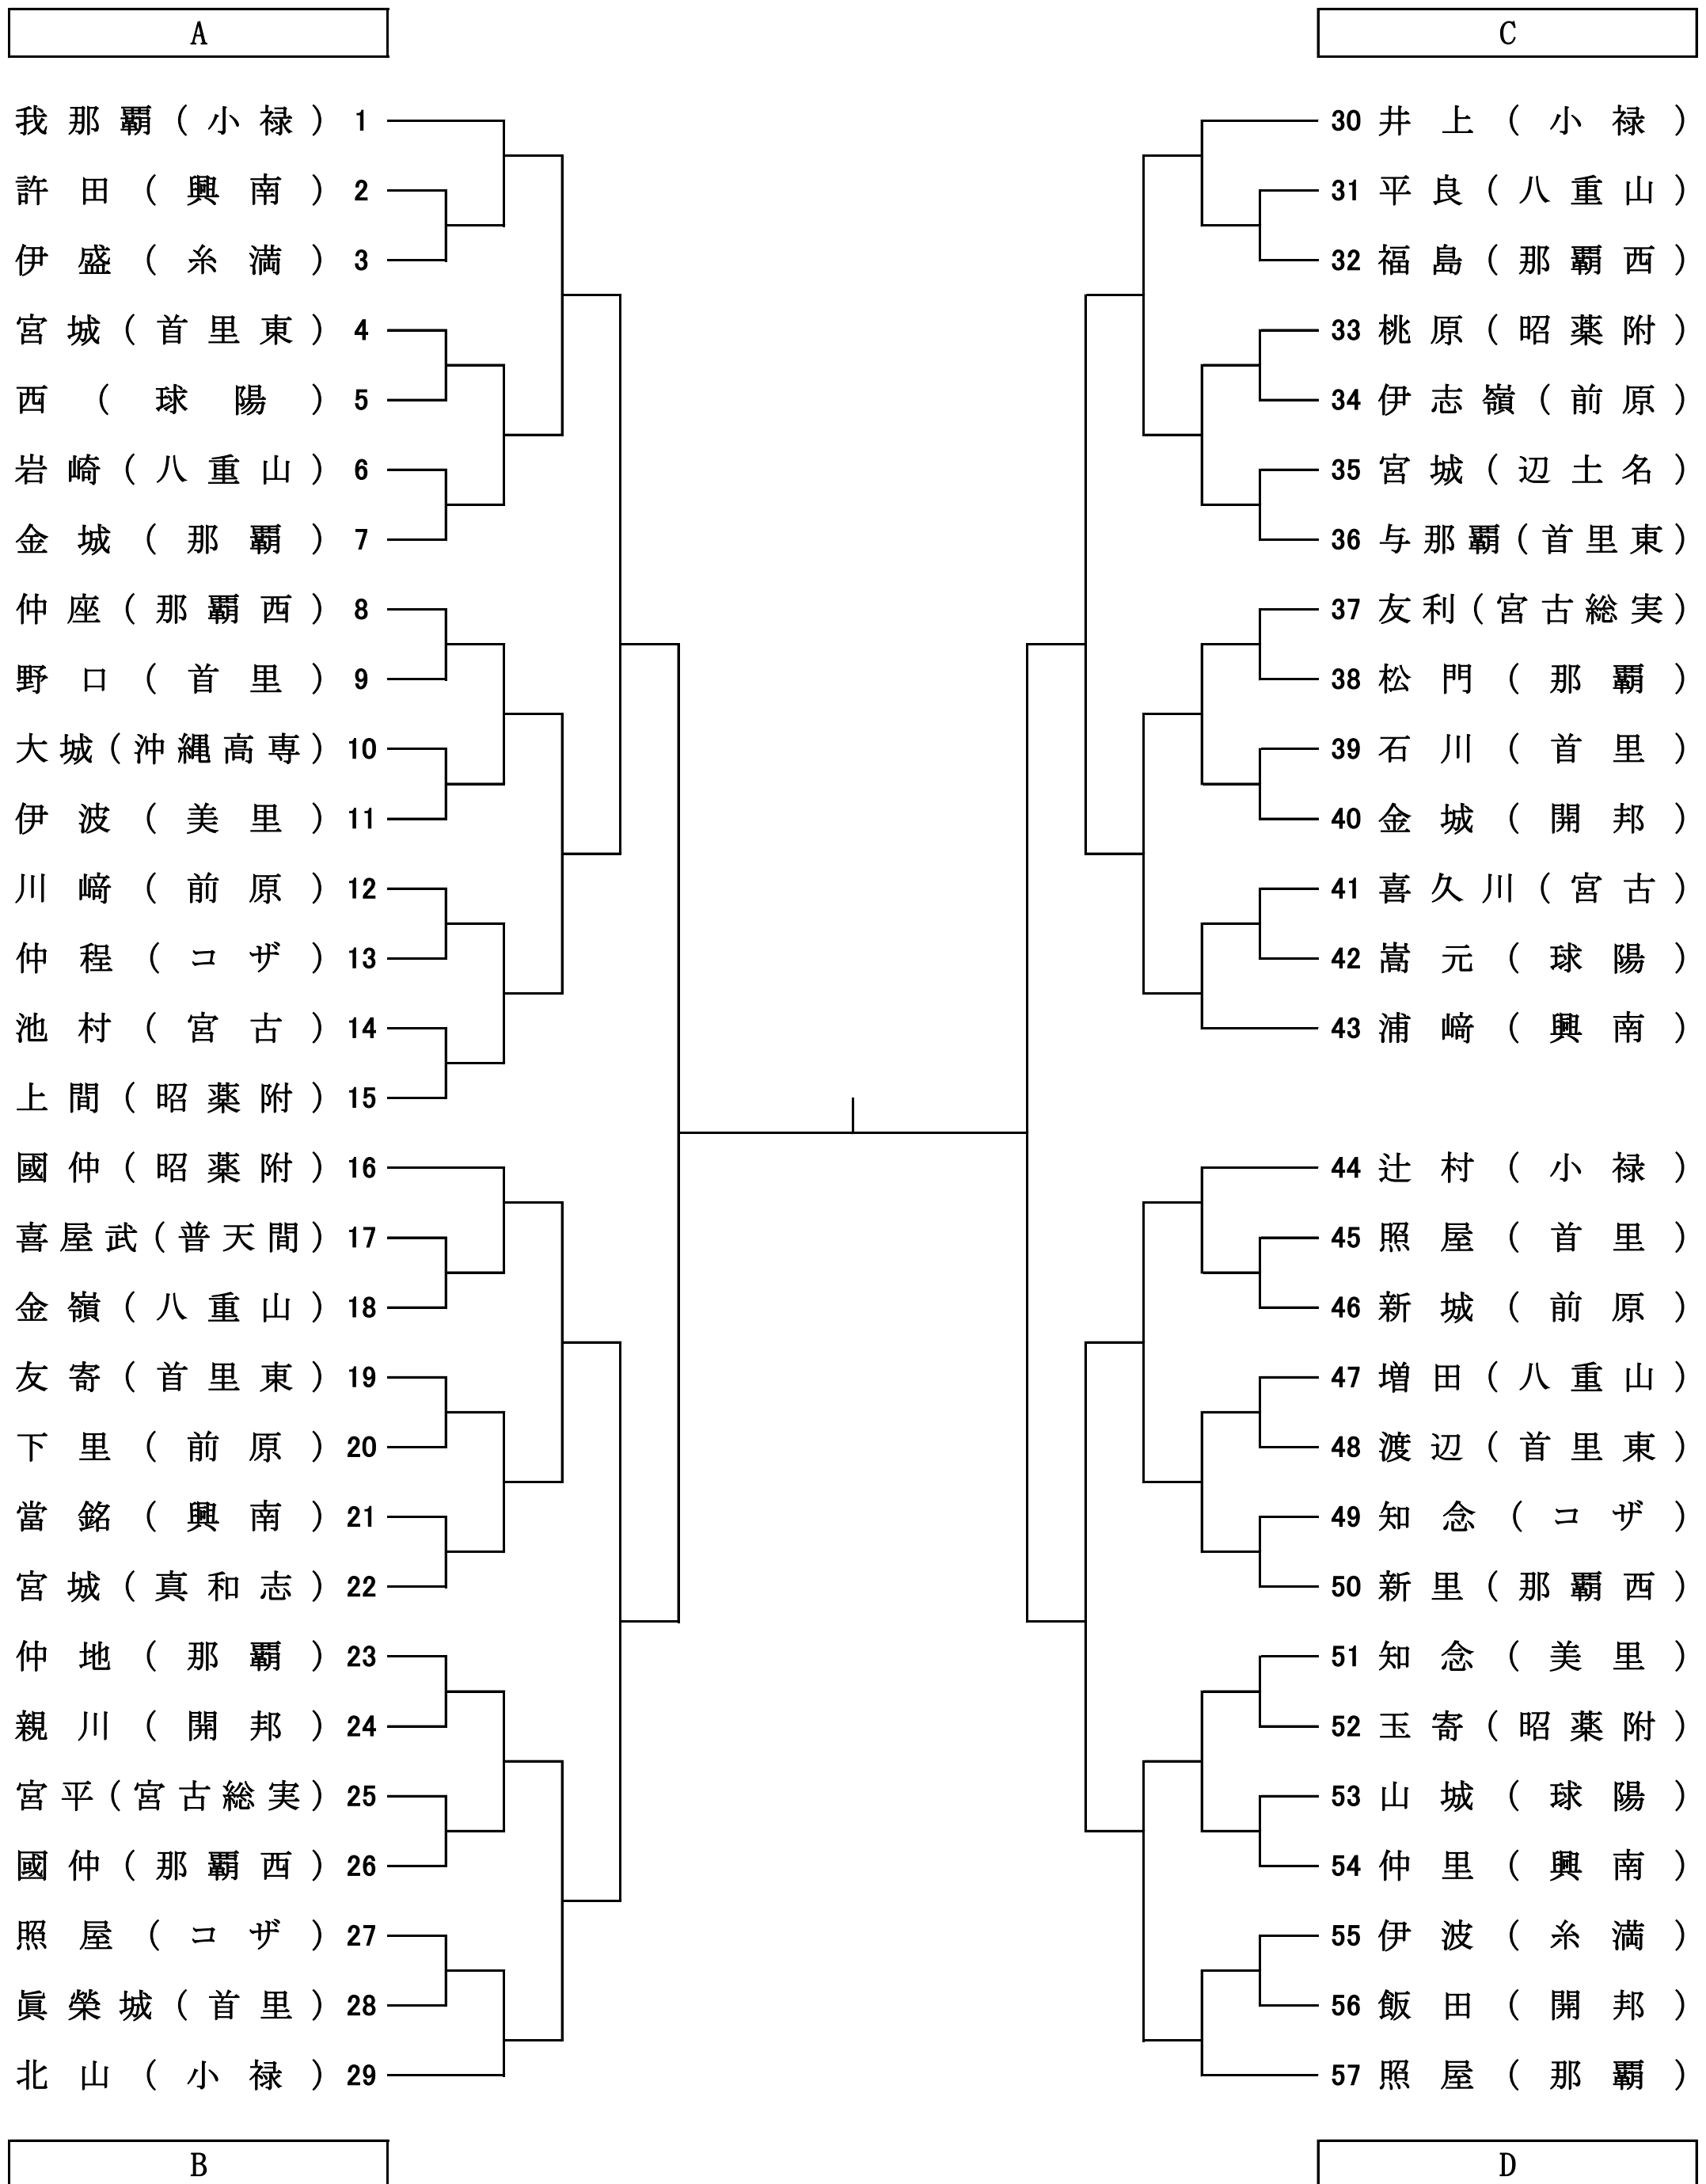 A
我那覇(小禄) 1
許田(興南) 2
伊盛(糸満) 3
宮城(首里東) 4
西(球陽) 5
岩崎(八重山) 6
金城(那覇) 7
仲座(那覇西) 8
野口(首里) 9
大城(沖縄高専) 10
伊波(美里) 11
川﨑(前原) 12
仲程(コザ) 13
池村(宮古) 14
上間(昭薬附) 15
國仲(昭薬附) 16
喜屋武(普天間) 17
金嶺(八重山) 18
友寄(首里東) 19
下里(前原) 20
當銘(興南) 21
宮城(真和志) 22
仲地(那覇) 23
親川(開邦) 24
宮平(宮古総実) 25
國仲(那覇西) 26
照屋(コザ) 27
眞榮城(首里) 28
北山(小禄) 29
B
C
30 井上(小禄)
31 平良(八重山)
32 福島(那覇西)
33 桃原(昭薬附)
34 伊志嶺(前原)
35 宮城(辺土名)
36 与那覇(首里東)
37 友利(宮古総実)
38 松門(那覇)
39 石川(首里)
40 金城(開邦)
41 喜久川(宮古)
42 嵩元(球陽)
43 浦﨑(興南)
44 辻村(小禄)
45 照屋(首里)
46 新城(前原)
47 増田(八重山)
48 渡辺(首里東)
49 知念(コザ)
50 新里(那覇西)
51 知念(美里)
52 玉寄(昭薬附)
53 山城(球陽)
54 仲里(興南)
55 伊波(糸満)
56 飯田(開邦)
57 照屋(那覇)
D